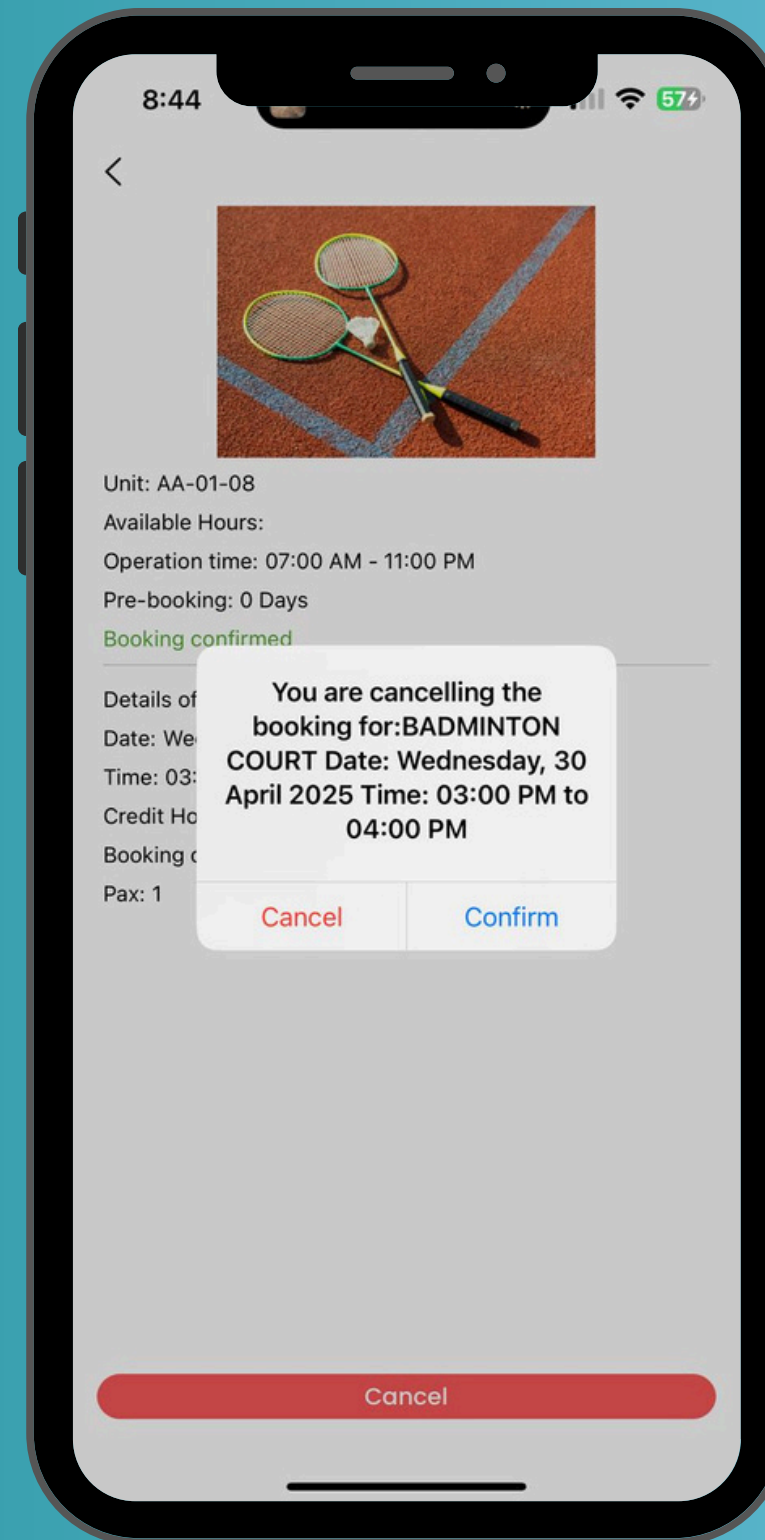 8:44
57
Unit: AA-01-08
Available Hours:
Operation time: 07:00 AM - 11:00 PM
Pre-booking: 0 Days
Booking confirmed
Details of
Date: We
Time: 03:
Credit Ho
Booking
Pax: 1
You are cancelling the
booking for:BADMINTON
COURT Date: Wednesday, 30
April 2025 Time: 03:00 PM to
04:00 PM
Cancel
Confirm
Cancel